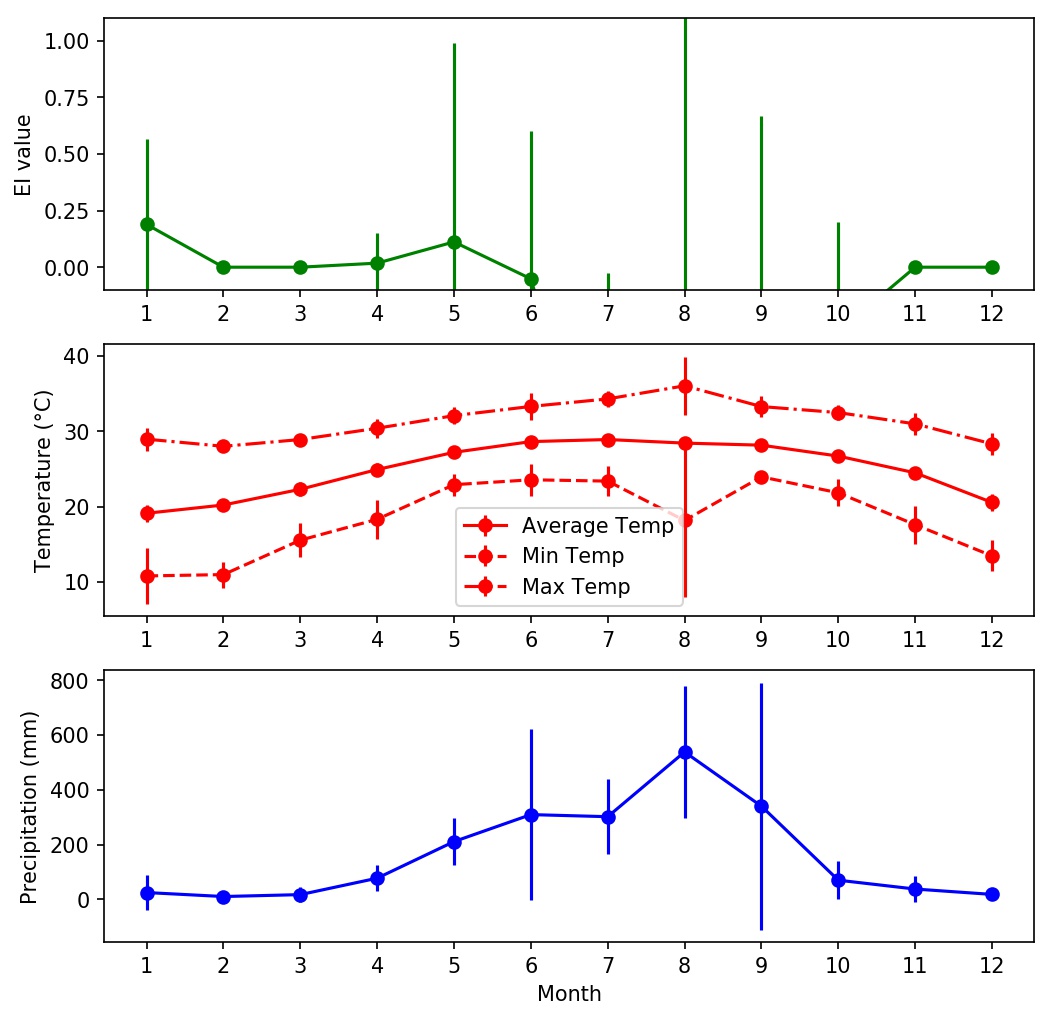 EI value
1.00
0.75
0.50
0.25
0.00
1 2 3 4 5 6 7 8 9 10 11 12
Temperature (°C)
40
30
20
10
Average Temp
Min Temp
Max Temp
1 2 3 4 5 6 7 8 9 10 11 12
Precipitation (mm)
800
600
400
200
0
1 2 3 4 5 6 7 8 9 10 11 12
Month